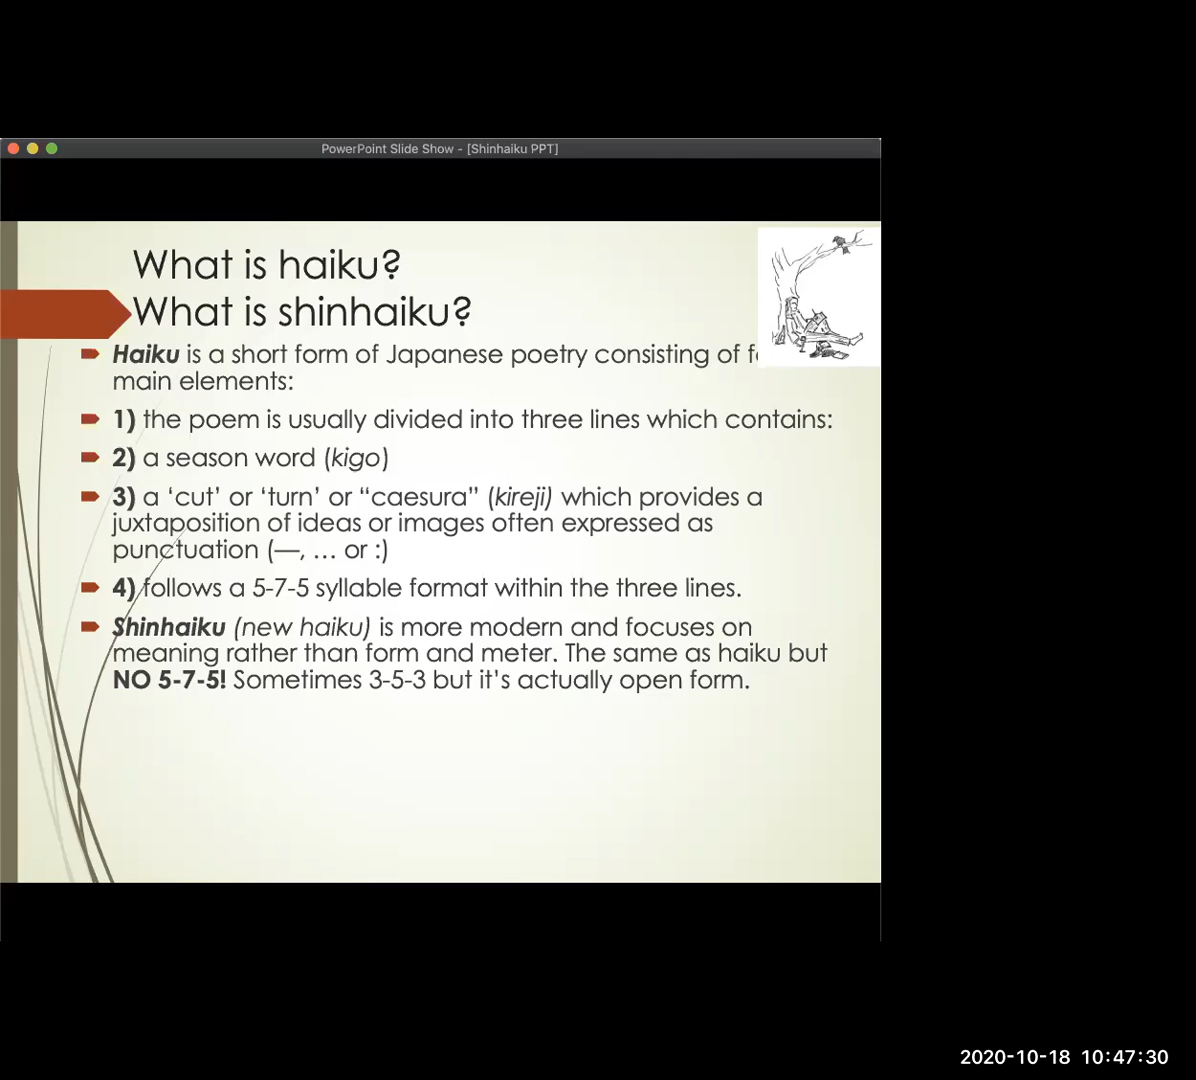 PowerPoint Slide Show - [Shinhaiku PPT]
What is haiku?
What is shinhaiku?
Haiku is a short form of Japanese poetry consisting of
main elements:
1) the poem is usually divided into three lines which contains:
2) a season word (kigo)
3) a ‘cut’ or ‘turn’ or “caesura” (kireji) which provides a
juxtaposition of ideas or images often expressed as
punctuation (—, … or :)
4) follows a 5-7-5 syllable format within the three lines.
Shinhaiku (new haiku) is more modern and focuses on
meaning rather than form and meter. The same as haiku but
NO 5-7-5! Sometimes 3-5-3 but it’s actually open form.
2020-10-18 10:47:30